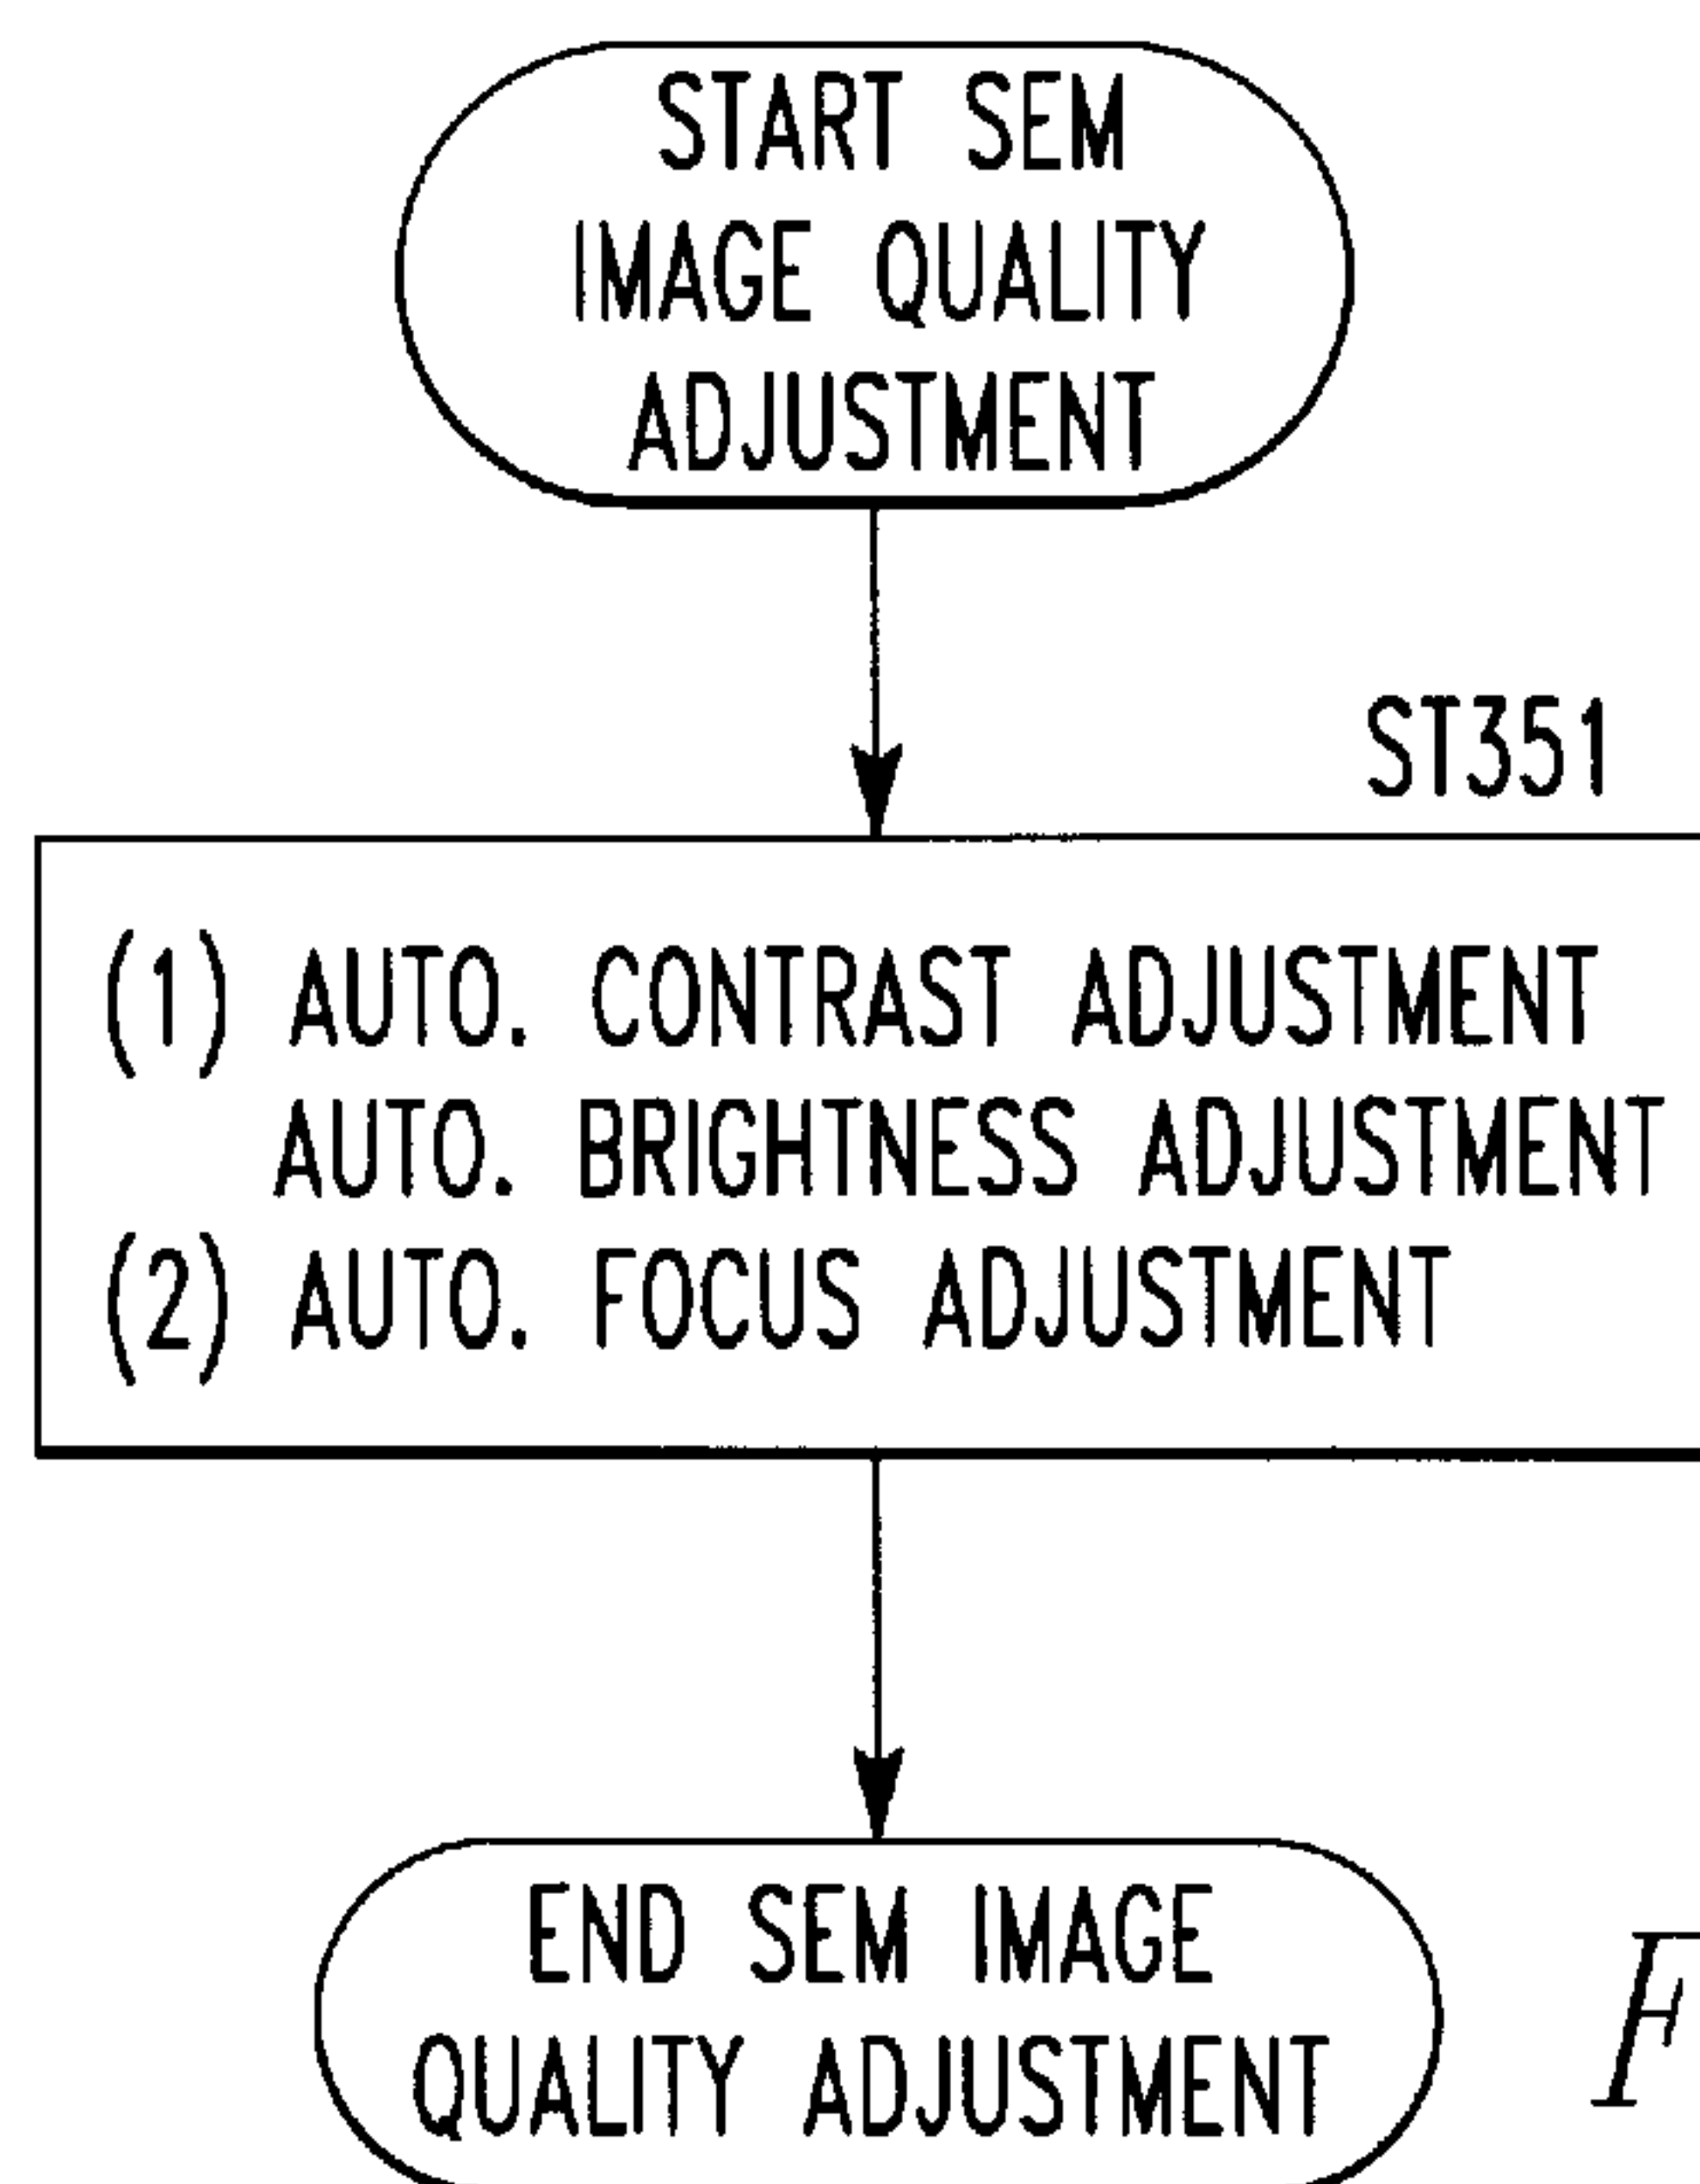 START SEM
IMAGE QUALITY
ADJUSTMENT
ST351
(1) AUTO. CONTRAST ADJUSTMENT
AUTO. BRIGHTNESS ADJUSTMENT
(2) AUTO. FOCUS ADJUSTMENT
END SEM IMAGE
QUALITY ADJUSTMENT